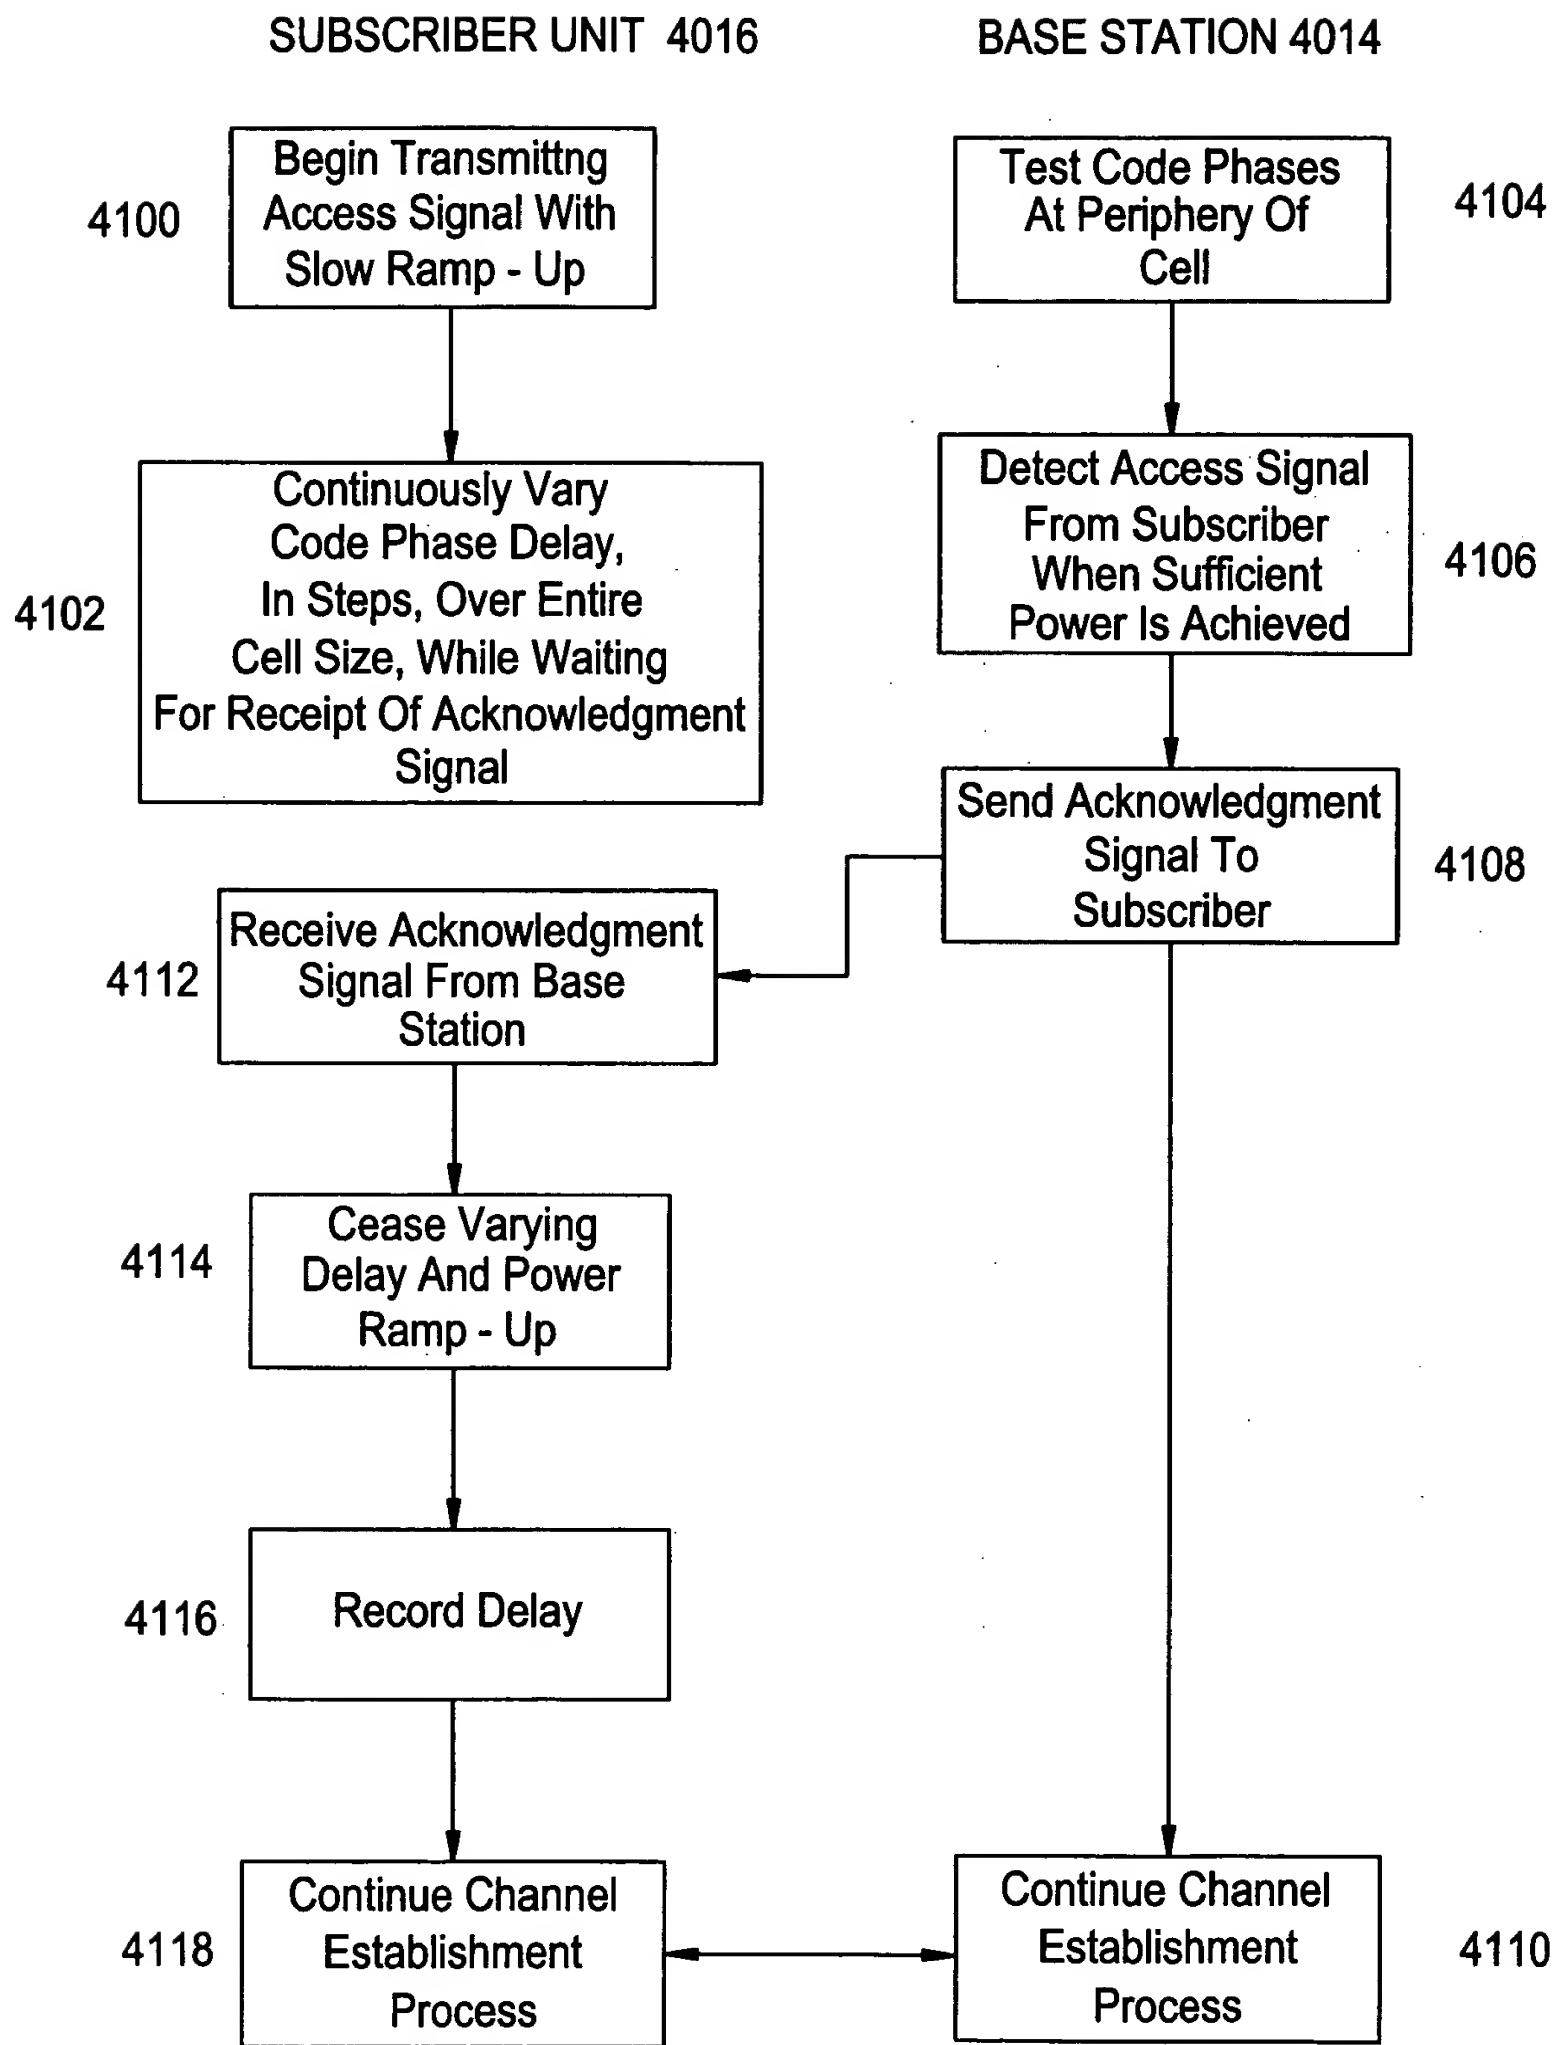 SUBSCRIBER UNIT 4016
BASE STATION 4014
4100
Begin Transmittng
Access Signal With
Slow Ramp - Up
Test Code Phases
At Periphery Of
Cell
4104
4102
Continuously Vary
Code Phase Delay,
In Steps, Over Entire
Cell Size, While Waiting
For Receipt Of Acknowledgment
Signal
Detect Access Signal
From Subscriber
When Sufficient
Power Is Achieved
4106
Send Acknowledgment
Signal To
Subscriber
4108
4112
Receive Acknowledgment
Signal From Base
Station
4114
Cease Varying
Delay And Power
Ramp - Up
4116
Record Delay
4118
Continue Channel
Establishment
Process
Continue Channel
Establishment
Process
4110